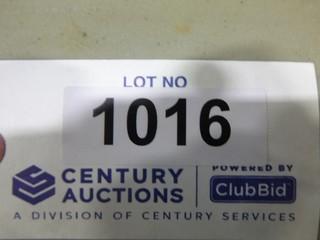 LOT NO
1016
CENTURY AUCTIONS
POWERED BY
ClubBid
A DIVISION OF CENTURY SERVICES